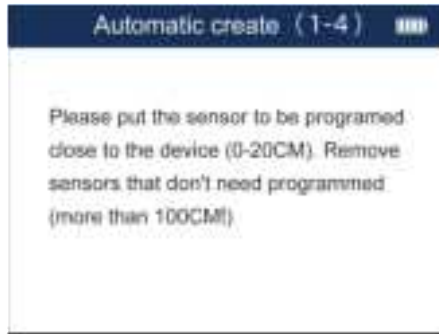 Automatic create (1-4)
Please put the sensor to be programed
close to the device (0-20CM). Remove
sensors that don't need programmed
(more than 100CM!)